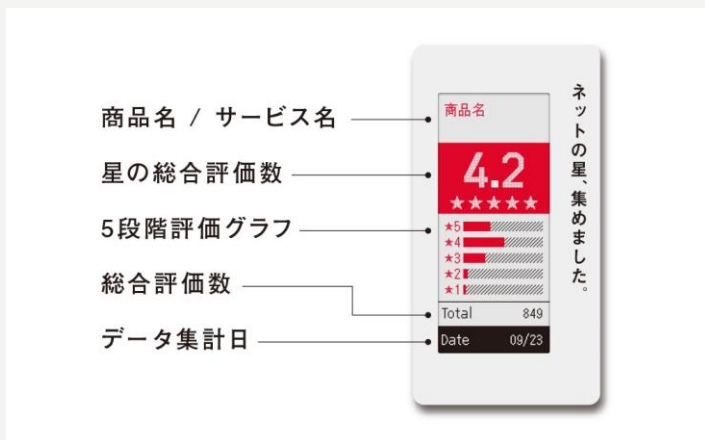 商品名 / サービス名
星の総合評価数
5段階評価グラフ
総合評価数
データ集計日
商品名
4.2
★★★★★
★5
★4
★3
★2
★1
Total 849
Date 09/23
ネットの星、集めました。